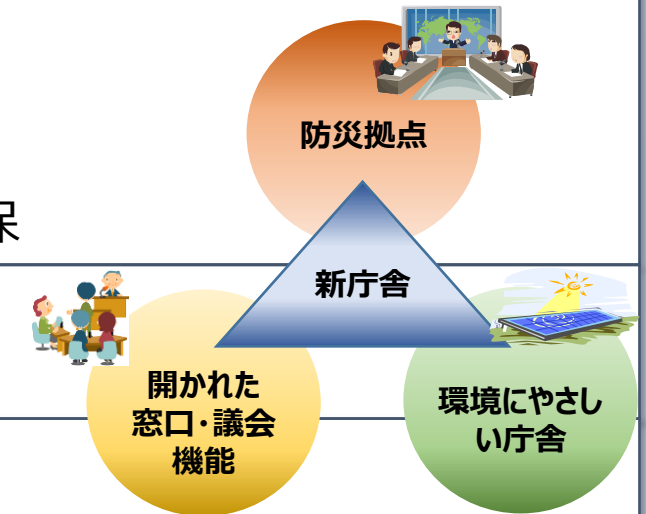 防災拠点
保
新庁舎
開かれた
窓口・議会
機能
環境にやさし
い庁舎